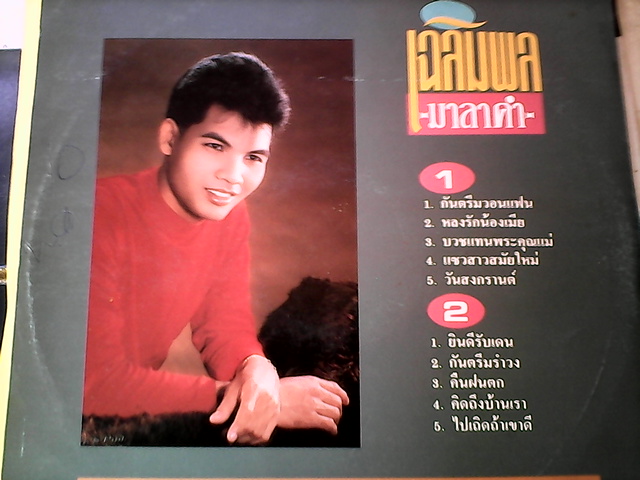 เฉลิมพล
-มาลาคำ-
1
1. กันตรึมวอนแฟน
2. หลงรักน้องเมีย
3. บวชแทนพระคุณแม่
4. แซวสาวสมัยใหม่
5. วันสงกรานต์
2
1. ยินดีรับเดน
2. กันตรึมรำวง
3. คืนฝนตก
4. คิดถึงบ้านเรา
5. ไปเถิดถ้าเขาดี